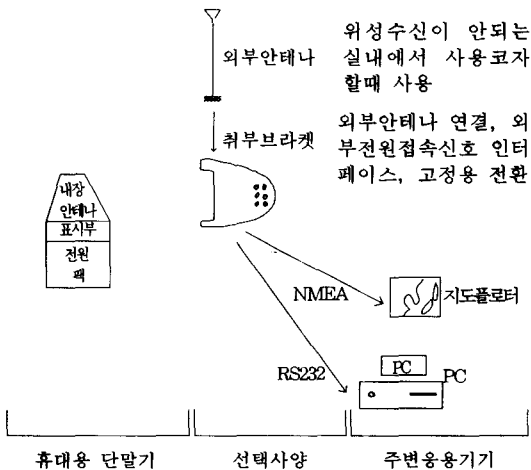 외부안테나
위성수신이 안되는
실내에서 사용코자
할때 사용
취부브라켓
외부안테나 연결, 외
부전원접속신호 인터
페이스, 고정용 전환
내장
안테나
표시부
전원
팩
NMEA
지도플로터
RS232
PC
PC
휴대용 단말기
선택사양
주변응용기기